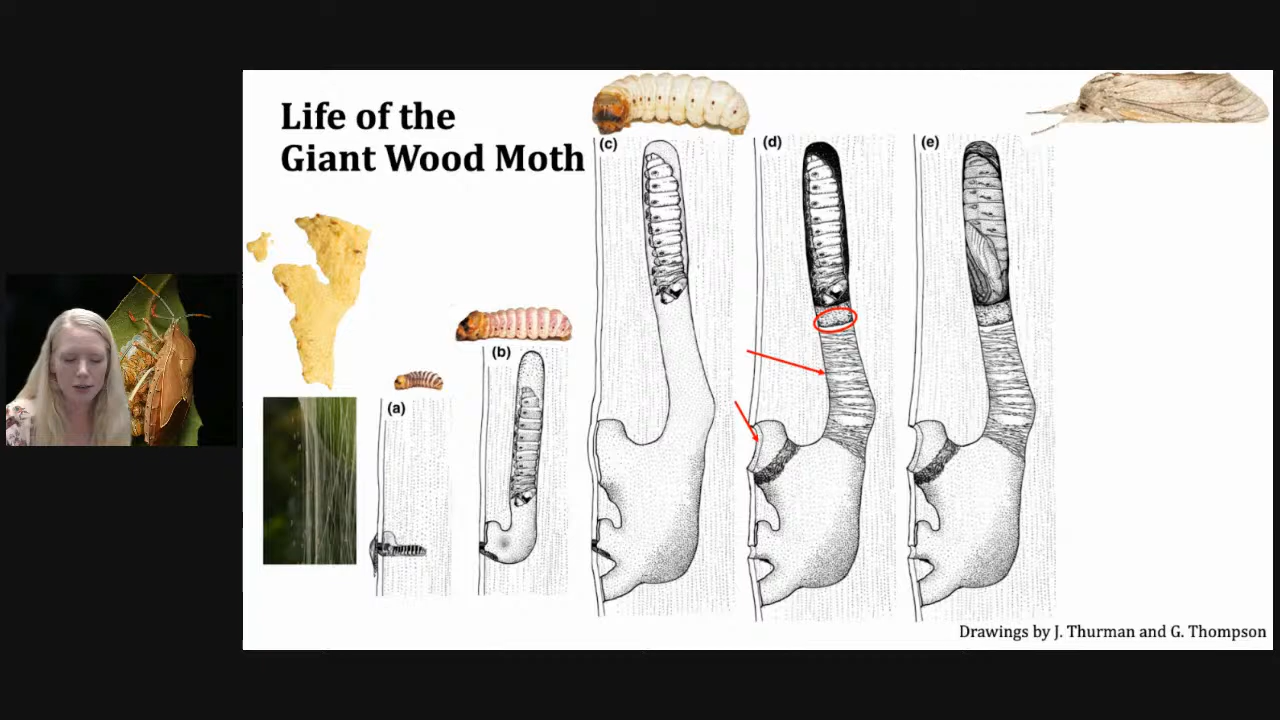 Life of the
Giant Wood Moth
(a)
(b)
(c)
(d)
(e)
Drawings by J. Thurman and G. Thompson